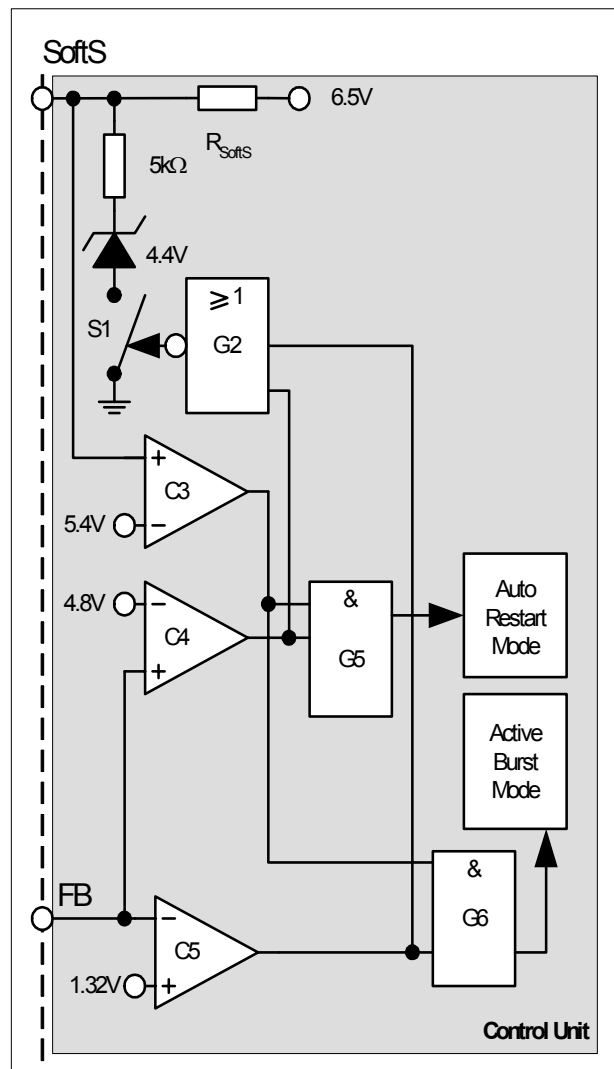 SoftS
6.5V
R_SoftS
5kΩ
4.4V
≥1
G2
S1
+
C3
5.4V
−
4.8V
−
C4
+
&
G5
Auto
Restart
Mode
Active
Burst
Mode
&
G6
FB
−
C5
1.32V
+
Control Unit